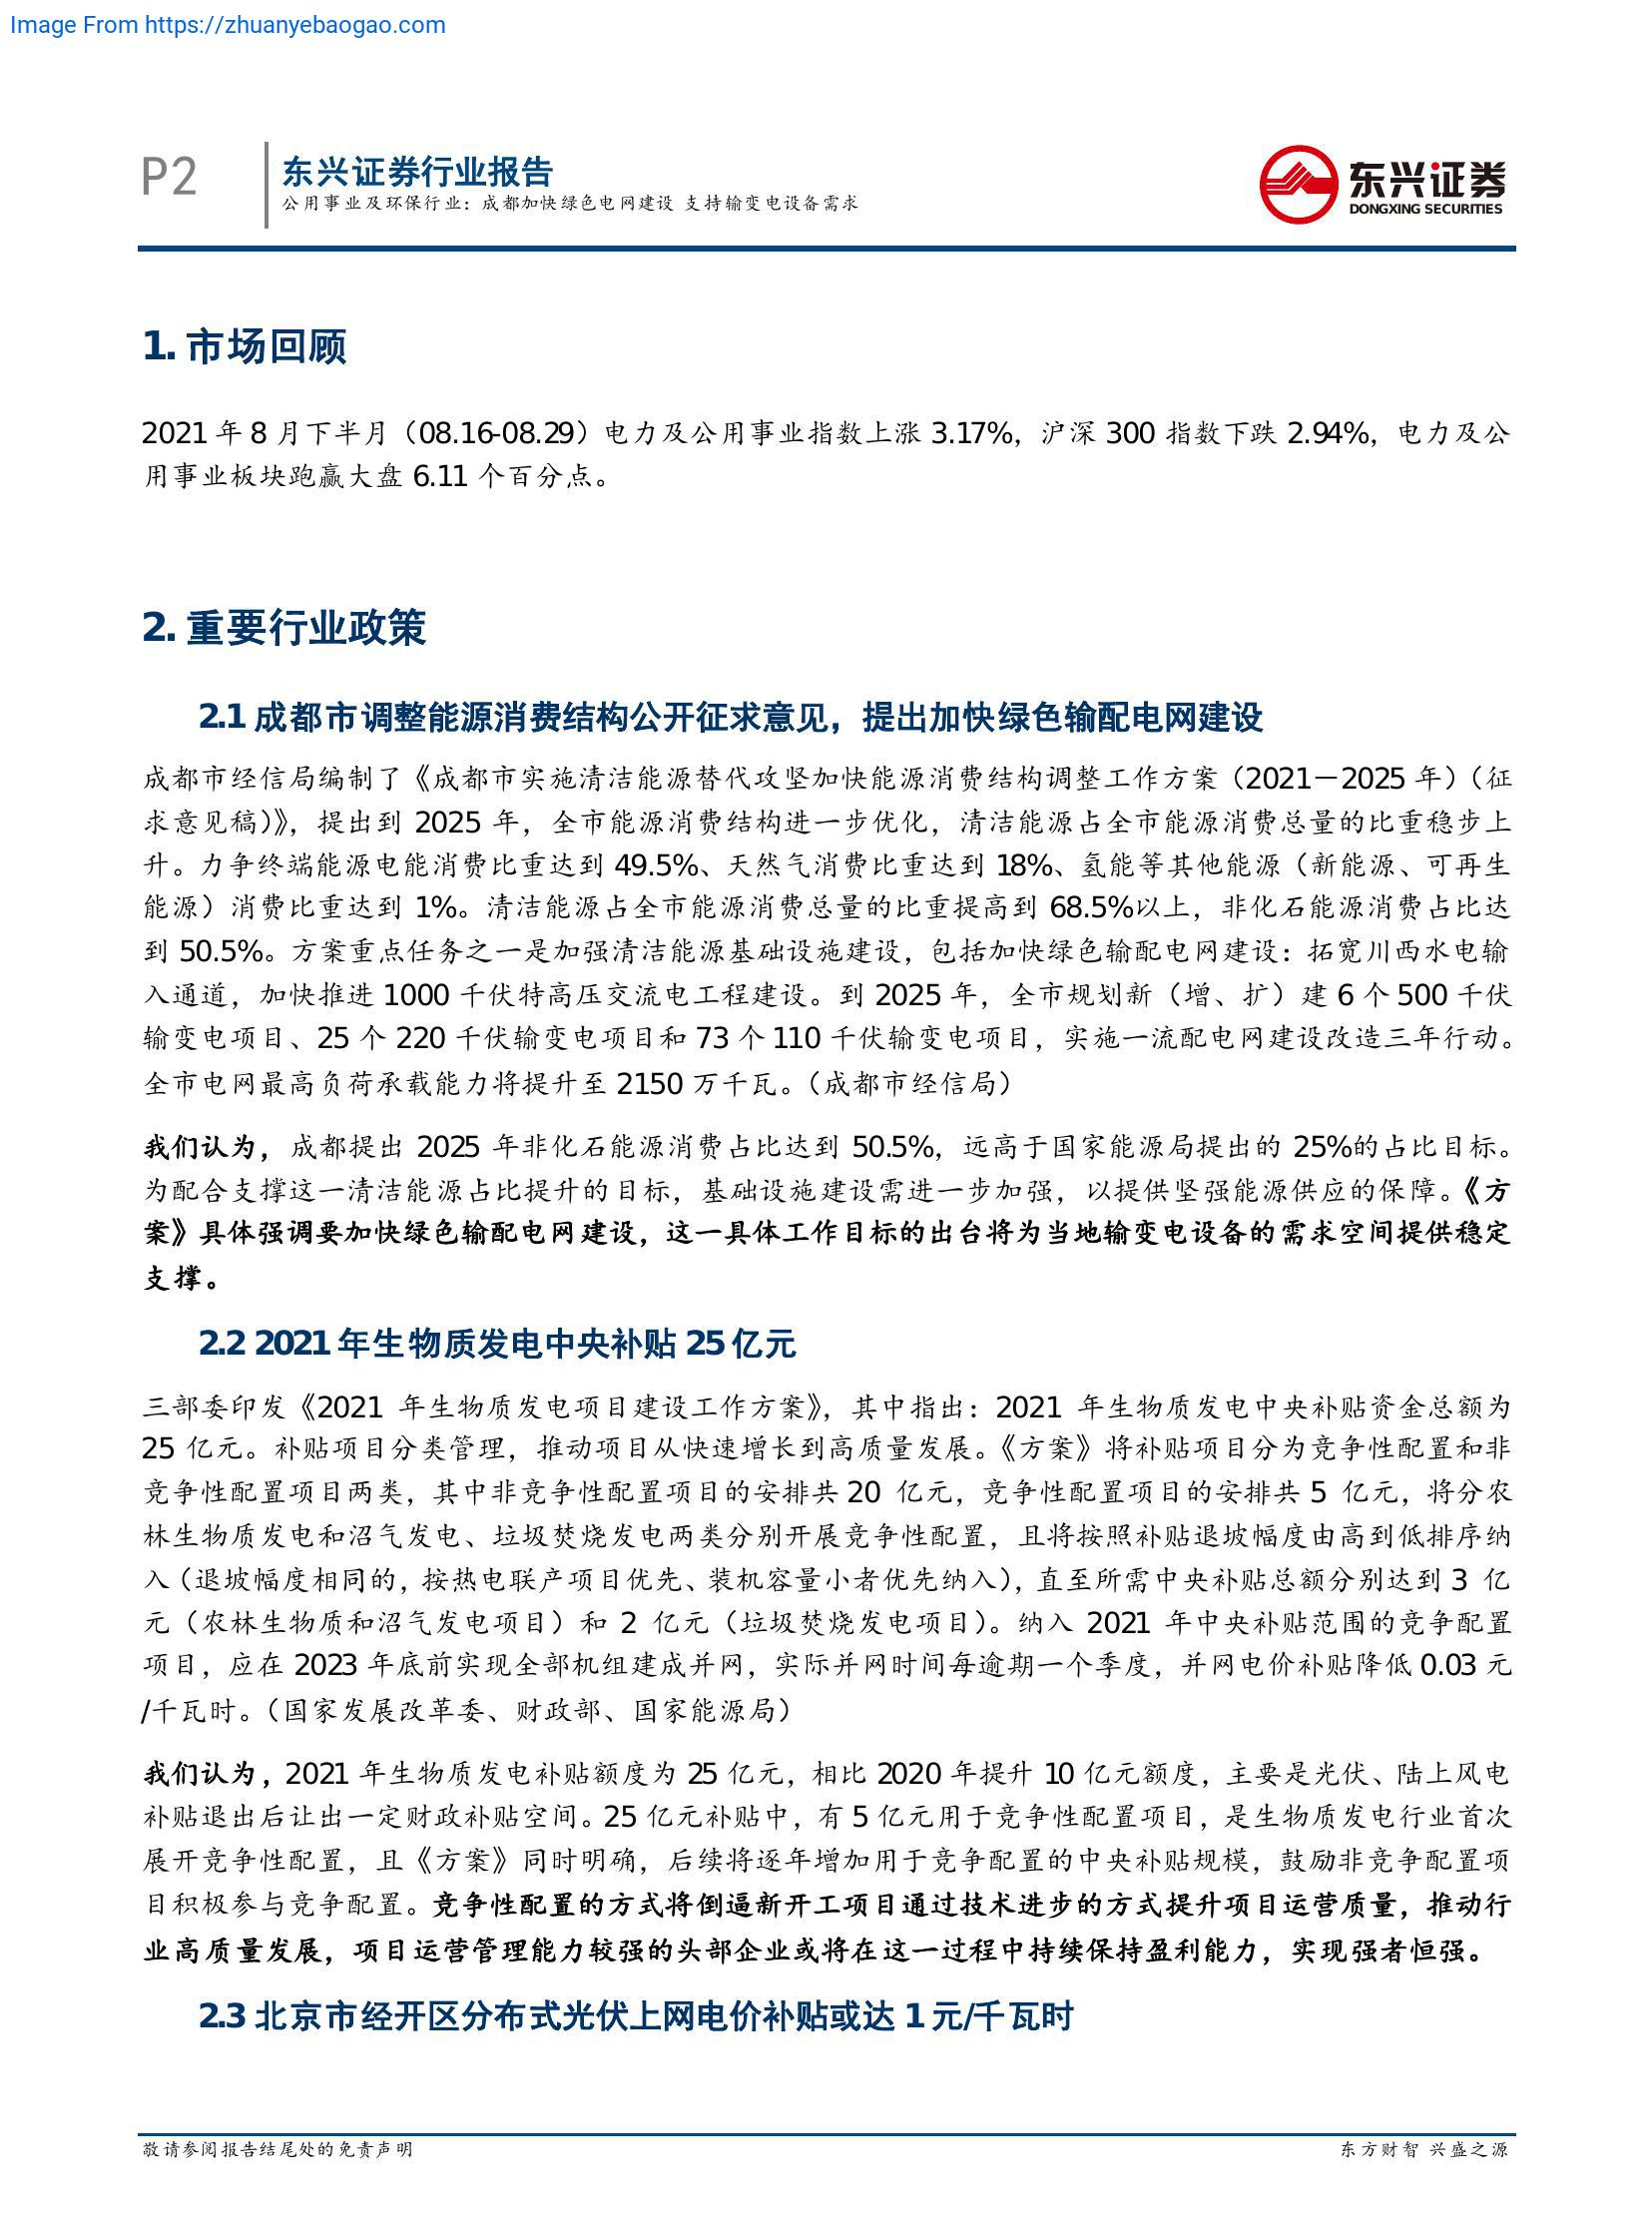 Image From https://zhuanyebaogao.com
P2
东兴证券行业报告
公用事业及环保行业：成都加快绿色电网建设 支持输变电设备需求
东兴证券
DONGXING SECURITIES
1. 市场回顾
2021 年 8 月下半月（08.16-08.29）电力及公用事业指数上涨 3.17%，沪深 300 指数下跌 2.94%，电力及公
用事业板块跑赢大盘 6.11 个百分点。
2. 重要行业政策
2.1 成都市调整能源消费结构公开征求意见，提出加快绿色输配电网建设
成都市经信局编制了《成都市实施清洁能源替代攻坚加快能源消费结构调整工作方案（2021－2025 年）（征
求意见稿）》，提出到 2025 年，全市能源消费结构进一步优化，清洁能源占全市能源消费总量的比重稳步上
升。力争终端能源电能消费比重达到 49.5%、天然气消费比重达到 18%、氢能等其他能源（新能源、可再生
能源）消费比重达到 1%。清洁能源占全市能源消费总量的比重提高到 68.5%以上，非化石能源消费占比达
到 50.5%。方案重点任务之一是加强清洁能源基础设施建设，包括加快绿色输配电网建设：拓宽川西水电输
入通道，加快推进 1000 千伏特高压交流电工程建设。到 2025 年，全市规划新（增、扩）建 6 个 500 千伏
输变电项目、25 个 220 千伏输变电项目和 73 个 110 千伏输变电项目，实施一流配电网建设改造三年行动。
全市电网最高负荷承载能力将提升至 2150 万千瓦。（成都市经信局）
我们认为，成都提出 2025 年非化石能源消费占比达到 50.5%，远高于国家能源局提出的 25%的占比目标。
为配合支撑这一清洁能源占比提升的目标，基础设施建设需进一步加强，以提供坚强能源供应的保障。《方
案》具体强调要加快绿色输配电网建设，这一具体工作目标的出台将为当地输变电设备的需求空间提供稳定
支撑。
2.2 2021 年生物质发电中央补贴 25 亿元
三部委印发《2021 年生物质发电项目建设工作方案》，其中指出：2021 年生物质发电中央补贴资金总额为
25 亿元。补贴项目分类管理，推动项目从快速增长到高质量发展。《方案》将补贴项目分为竞争性配置和非
竞争性配置项目两类，其中非竞争性配置项目的安排共 20 亿元，竞争性配置项目的安排共 5 亿元，将分农
林生物质发电和沼气发电、垃圾焚烧发电两类分别开展竞争性配置，且将按照补贴退坡幅度由高到低排序纳
入（退坡幅度相同的，按热电联产项目优先、装机容量小者优先纳入），直至所需中央补贴总额分别达到 3 亿
元（农林生物质和沼气发电项目）和 2 亿元（垃圾焚烧发电项目）。纳入 2021 年中央补贴范围的竞争配置
项目，应在 2023 年底前实现全部机组建成并网，实际并网时间每逾期一个季度，并网电价补贴降低 0.03 元
/千瓦时。（国家发展改革委、财政部、国家能源局）
我们认为，2021 年生物质发电补贴额度为 25 亿元，相比 2020 年提升 10 亿元额度，主要是光伏、陆上风电
补贴退出后让出一定财政补贴空间。25 亿元补贴中，有 5 亿元用于竞争性配置项目，是生物质发电行业首次
展开竞争性配置，且《方案》同时明确，后续将逐年增加用于竞争配置的中央补贴规模，鼓励非竞争配置项
目积极参与竞争配置。竞争性配置的方式将倒逼新开工项目通过技术进步的方式提升项目运营质量，推动行
业高质量发展，项目运营管理能力较强的头部企业或将在这一过程中持续保持盈利能力，实现强者恒强。
2.3 北京市经开区分布式光伏上网电价补贴或达 1 元/千瓦时
敬请参阅报告结尾处的免责声明
东方财智 兴盛之源